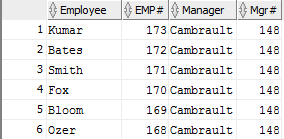 Employee EMP# Manager Mgr#
1 Kumar 173 Cambrault 148
2 Bates 172 Cambrault 148
3 Smith 171 Cambrault 148
4 Fox 170 Cambrault 148
5 Bloom 169 Cambrault 148
6 Ozer 168 Cambrault 148